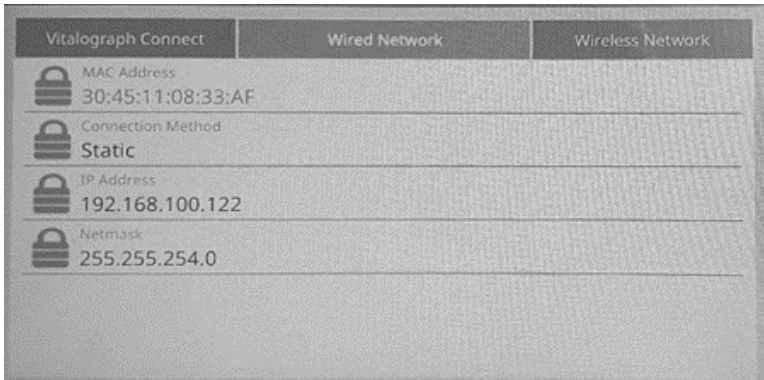 Vitalograph Connect Wired Network Wireless Network
MAC Address
30:45:11:08:33:AF
Connection Method
Static
IP Address
192.168.100.122
Netmask
255.255.254.0